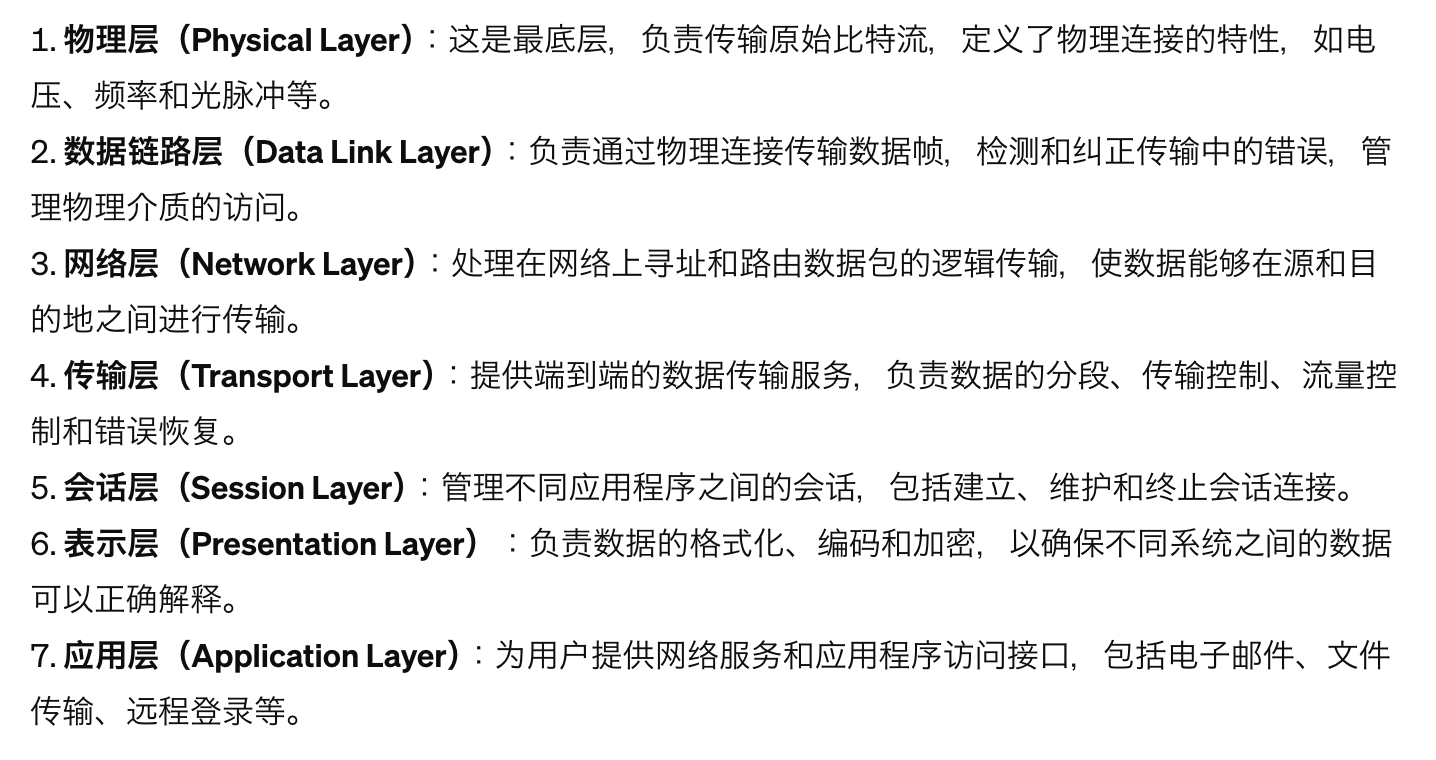 1. 物理层（Physical Layer）：这是最底层，负责传输原始比特流，定义了物理连接的特性，如电
压、频率和光脉冲等。
2. 数据链路层（Data Link Layer）：负责通过物理连接传输数据帧，检测和纠正传输中的错误，管
理物理介质的访问。
3. 网络层（Network Layer）：处理在网络上寻址和路由数据包的逻辑传输，使数据能够在源和目
的地之间进行传输。
4. 传输层（Transport Layer）：提供端到端的数据传输服务，负责数据的分段、传输控制、流量控
制和错误恢复。
5. 会话层（Session Layer）：管理不同应用程序之间的会话，包括建立、维护和终止会话连接。
6. 表示层（Presentation Layer） ：负责数据的格式化、编码和加密，以确保不同系统之间的数据
可以正确解释。
7. 应用层（Application Layer）：为用户提供网络服务和应用程序访问接口，包括电子邮件、文件
传输、远程登录等。